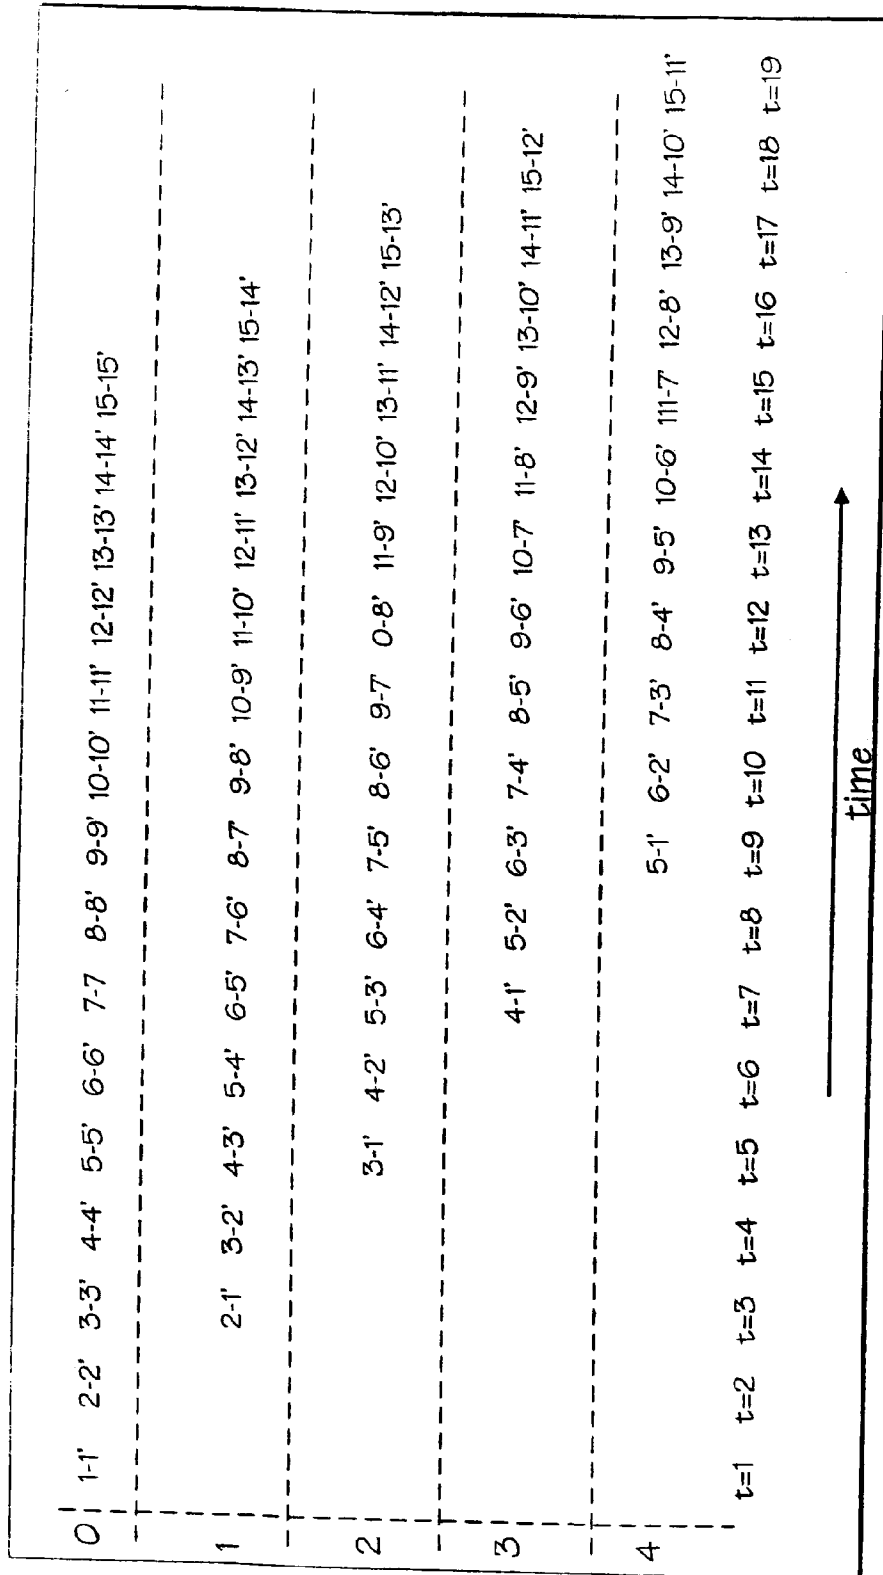 0 1-1' 2-2' 3-3' 4-4' 5-5' 6-6' 7-7 8-8' 9-9' 10-10' 11-11' 12-12' 13-13' 14-14' 15-15'
1 2-1' 3-2' 4-3' 5-4' 6-5' 7-6' 8-7' 9-8' 10-9' 11-10' 12-11' 13-12' 14-13' 15-14'
2 3-1' 4-2' 5-3' 6-4' 7-5' 8-6' 9-7 0-8' 11-9' 12-10' 13-11' 14-12' 15-13'
3 4-1' 5-2' 6-3' 7-4' 8-5' 9-6' 10-7' 11-8' 12-9' 13-10' 14-11' 15-12'
4 5-1' 6-2' 7-3' 8-4' 9-5' 10-6' 111-7' 12-8' 13-9' 14-10' 15-11'
t=1 t=2 t=3 t=4 t=5 t=6 t=7 t=8 t=9 t=10 t=11 t=12 t=13 t=14 t=15 t=16 t=17 t=18 t=19
time